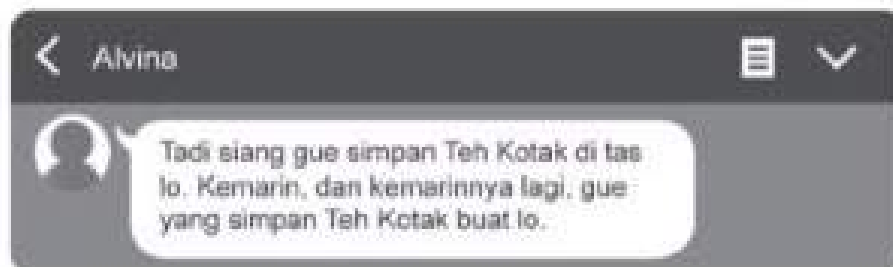 Alvina
Tadi siang gue simpan Teh Kotak di tas
lo. Kemarin, dan kemarinnya lagi, gue
yang simpan Teh Kotak buat lo.